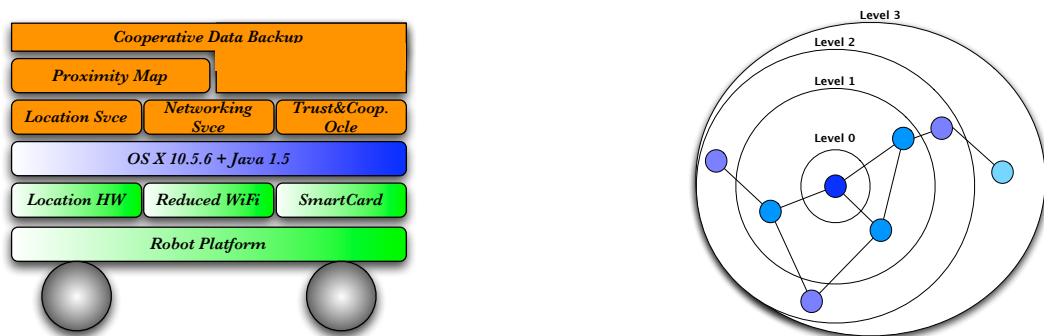 Cooperative Data Backup
Proximity Map
Location Svce
Networking
Svce
Trust&Coop.
Ocle
OS X 10.5.6 + Java 1.5
Location HW
Reduced WiFi
SmartCard
Robot Platform
Level 3
Level 2
Level 1
Level 0